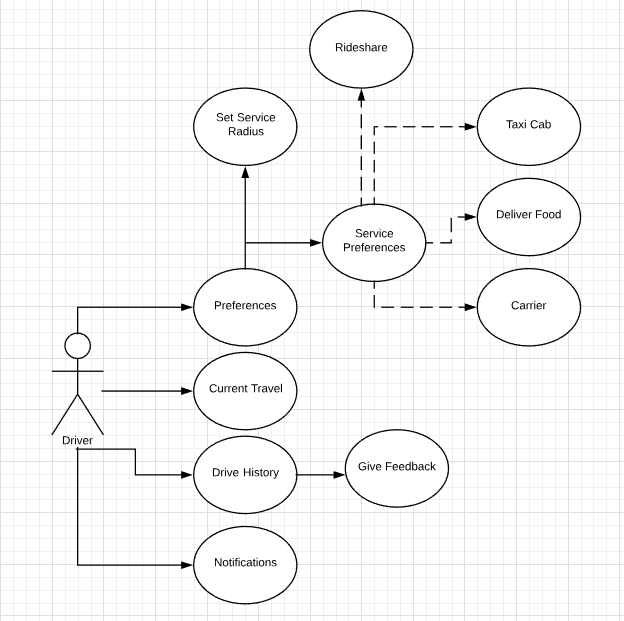 Rideshare
Set Service
Radius
Taxi Cab
Deliver Food
Service
Preferences
Preferences
Carrier
Current Travel
Driver
Drive History
Give Feedback
Notifications